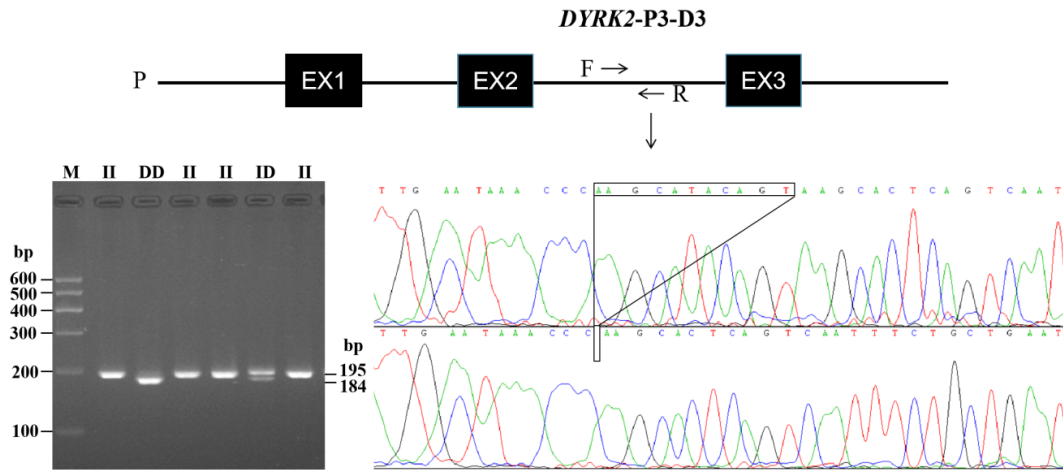 DYRK2-P3-D3
P EX1 EX2 F EX3
R
M II DD II II ID II
bp
600
500
400
300
200
100
bp
195
184
T T G A A T A A A C C C A A G C A T A C A G T A A G C A C T C A G T C A A T
T T G A A T A A A C C C A A G C A C T C A G T C A A T T T C T G C T G A A T